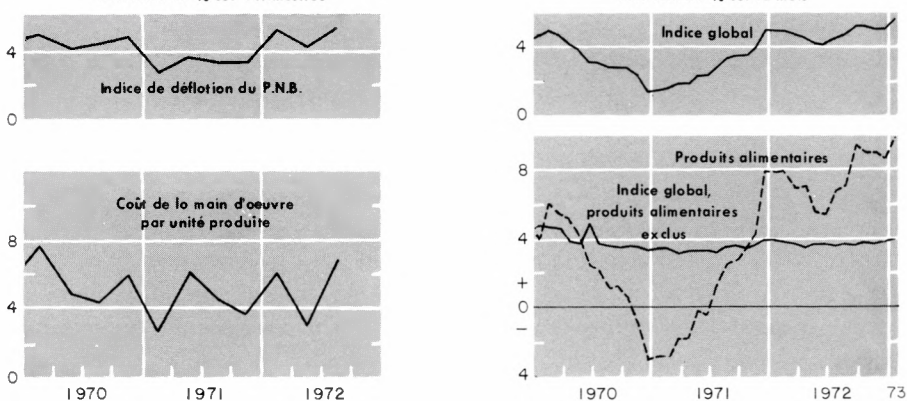 4
0
Indice de déflotion du P.N.B.
8
4
0
Coût de lo main d'oeuvre
par unité produite
1970
1971
1972
4
0
Indice global
8
4
+
0
−
4
Produits alimentaires
Indice global,
produits alimentaires
exclus
1970
1971
1972
73